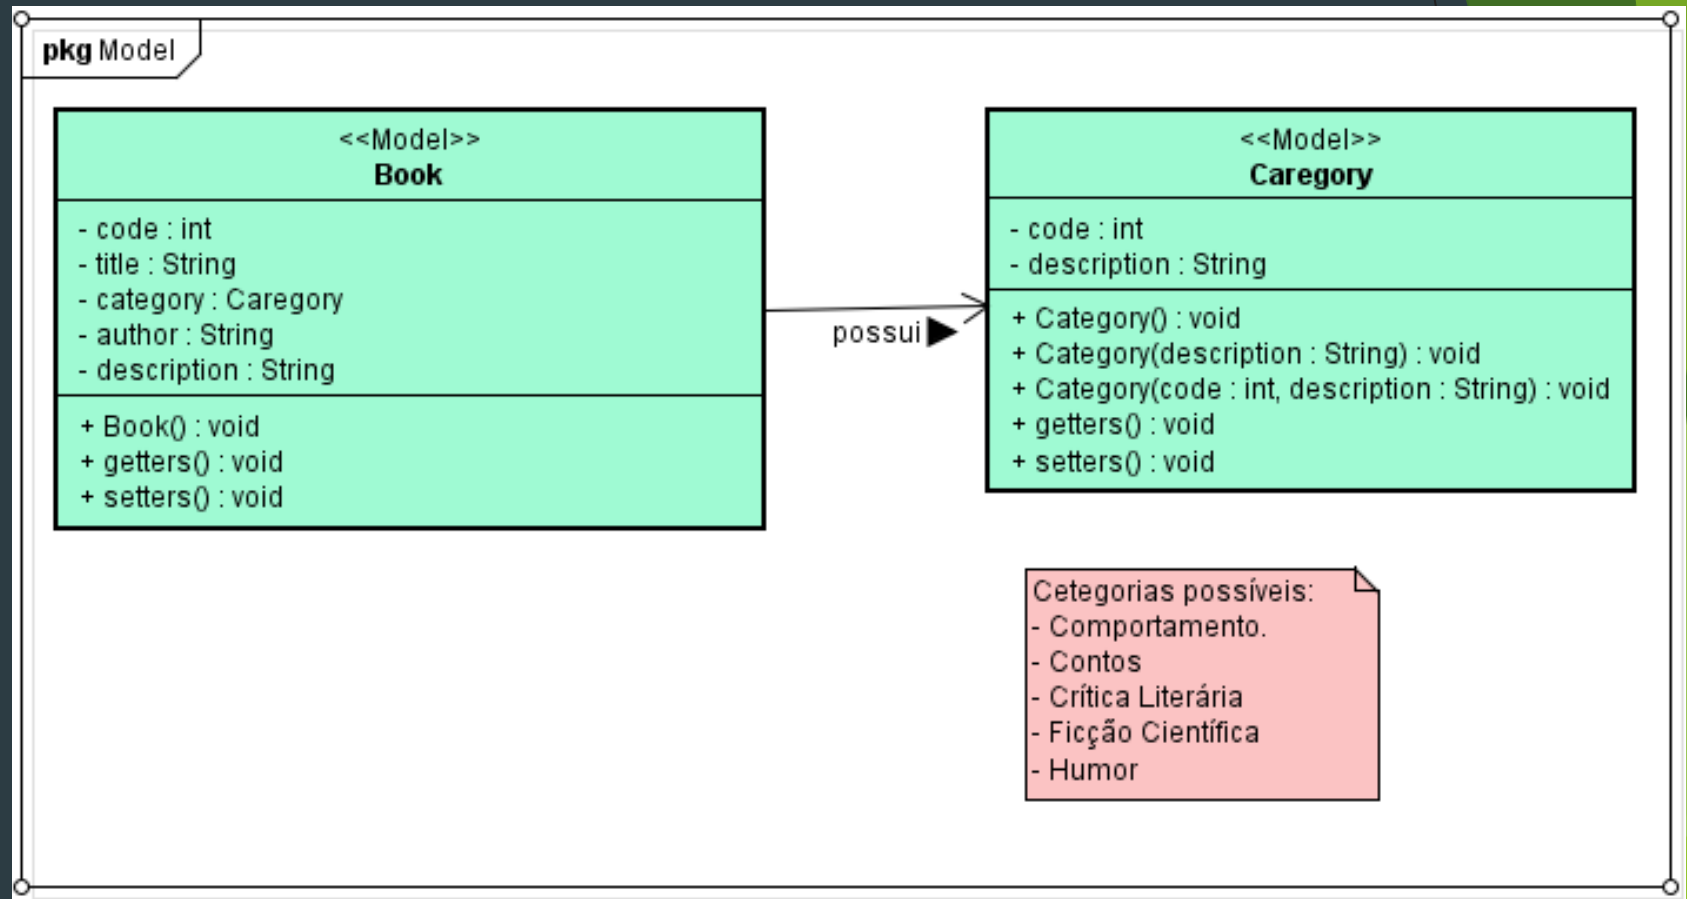 pkg Model
<<Model>>
Book
- code : int
- title : String
- category : Caregory
- author : String
- description : String
+ Book() : void
+ getters() : void
+ setters() : void
possui
<<Model>>
Caregory
- code : int
- description : String
+ Category() : void
+ Category(description : String) : void
+ Category(code : int, description : String) : void
+ getters() : void
+ setters() : void
Cetegorias possíveis:
- Comportamento.
- Contos
- Crítica Literária
- Ficção Científica
- Humor